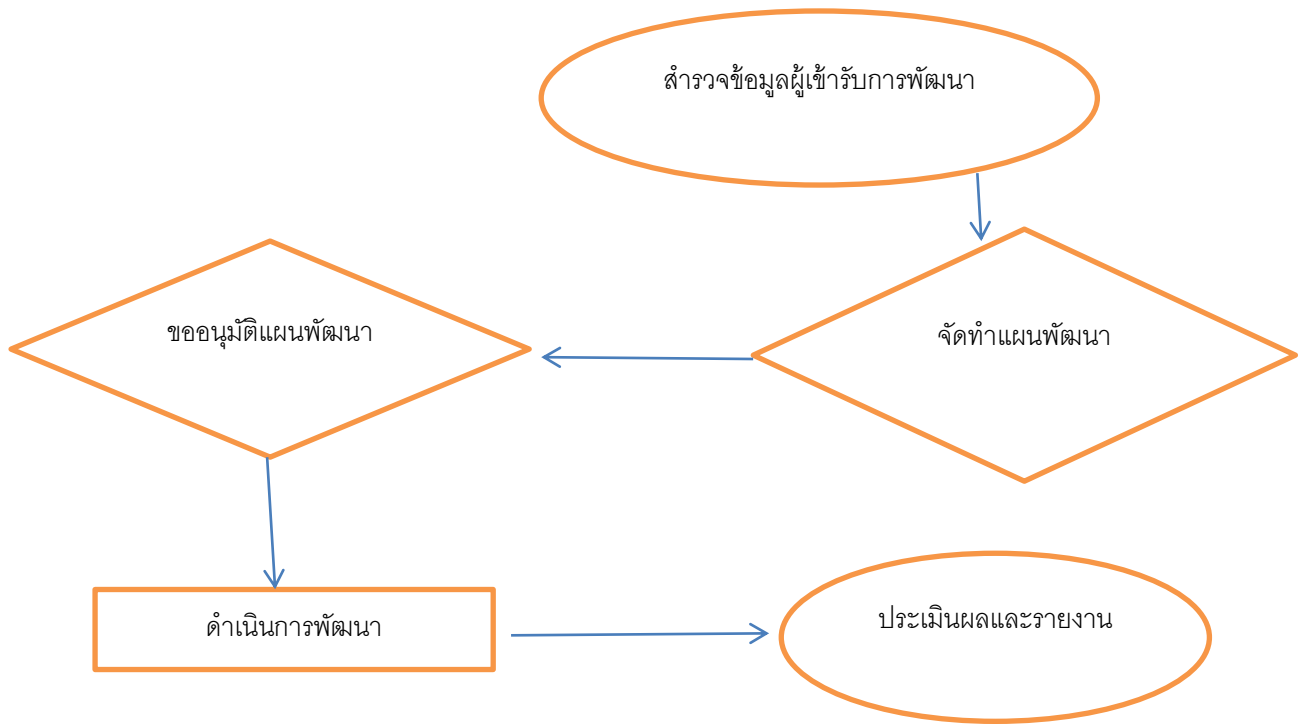 สำรวจข้อมูลผู้เข้ารับการพัฒนา
จัดทำแผนพัฒนา
ขออนุมัติแผนพัฒนา
ดำเนินการพัฒนา
ประเมินผลและรายงาน